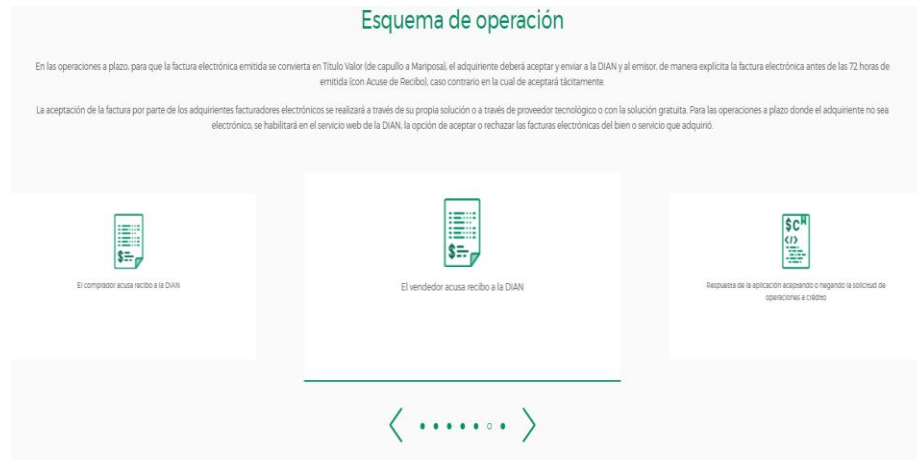 Esquema de operación
En las operaciones a plazo, para que la factura electrónica emitida se convierta en Título Valor (de capullo a Mariposa), el adquiriente deberá aceptar y enviar a la DIAN y al emisor, de manera explícita la factura electrónica antes de las 72 horas de
emitida (con Acuse de Recibo), caso contrario en la cual de aceptará tácitamente.
La aceptación de la factura por parte de los adquirientes facturadores electrónicos se realizará a través de su propia solución o a través de proveedor tecnológico o con la solución gratuita. Para las operaciones a plazo donde el adquiriente no sea
electrónico, se habilitará en el servicio web de la DIAN, la opción de aceptar o rechazar las facturas electrónicas del bien o servicio que adquirió.
$
El comprador acusa recibo a la DIAN
$
El vendedor acusa recibo a la DIAN
$C
</>
Respuesta de la aplicación aceptando o negando la solicitud de
operaciones a crédito